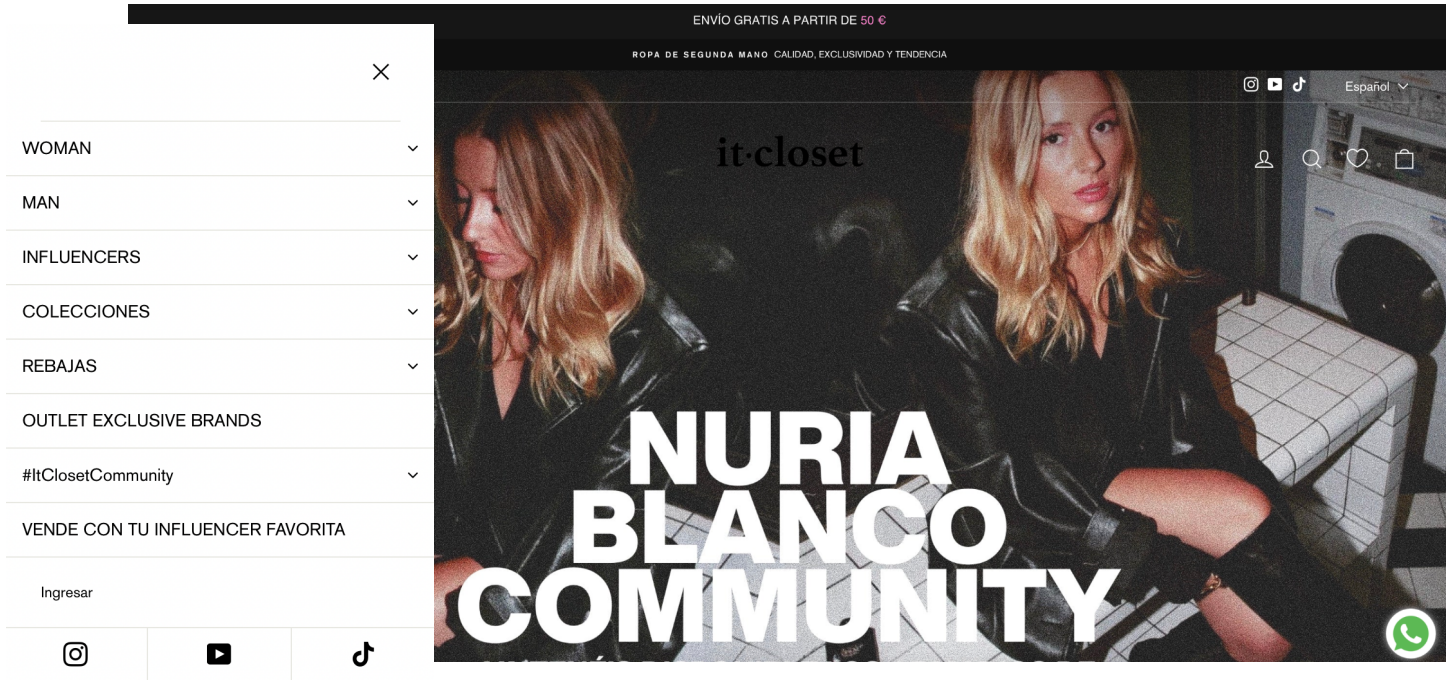 ENVÍO GRATIS A PARTIR DE 50 €
ROPA DE SEGUNDA MANO CALIDAD, EXCLUSIVIDAD Y TENDENCIA
Español
it·closet
WOMAN
MAN
INFLUENCERS
COLECCIONES
REBAJAS
OUTLET EXCLUSIVE BRANDS
#ItClosetCommunity
VENDE CON TU INFLUENCER FAVORITA
Ingresar
NURIA
BLANCO
COMMUNITY